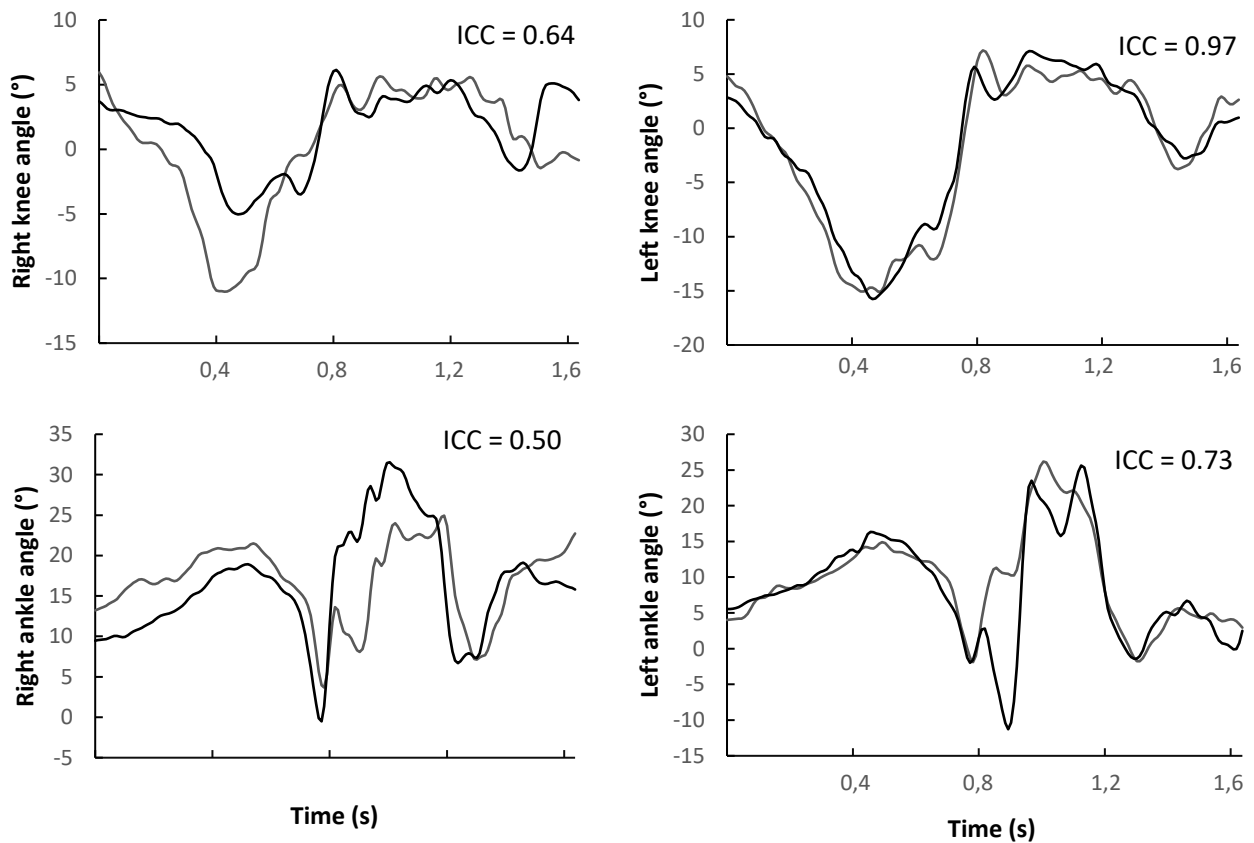 ICC = 0.64
Right knee angle (°)
10
5
0
-5
-10
-15
0,4 0,8 1,2 1,6
ICC = 0.97
Left knee angle (°)
10
5
0
-5
-10
-15
-20
0,4 0,8 1,2 1,6
ICC = 0.50
Right ankle angle (°)
35
30
25
20
15
10
5
0
-5
Time (s)
ICC = 0.73
Left ankle angle (°)
30
25
20
15
10
5
0
-5
-10
-15
0,4 0,8 1,2 1,6
Time (s)